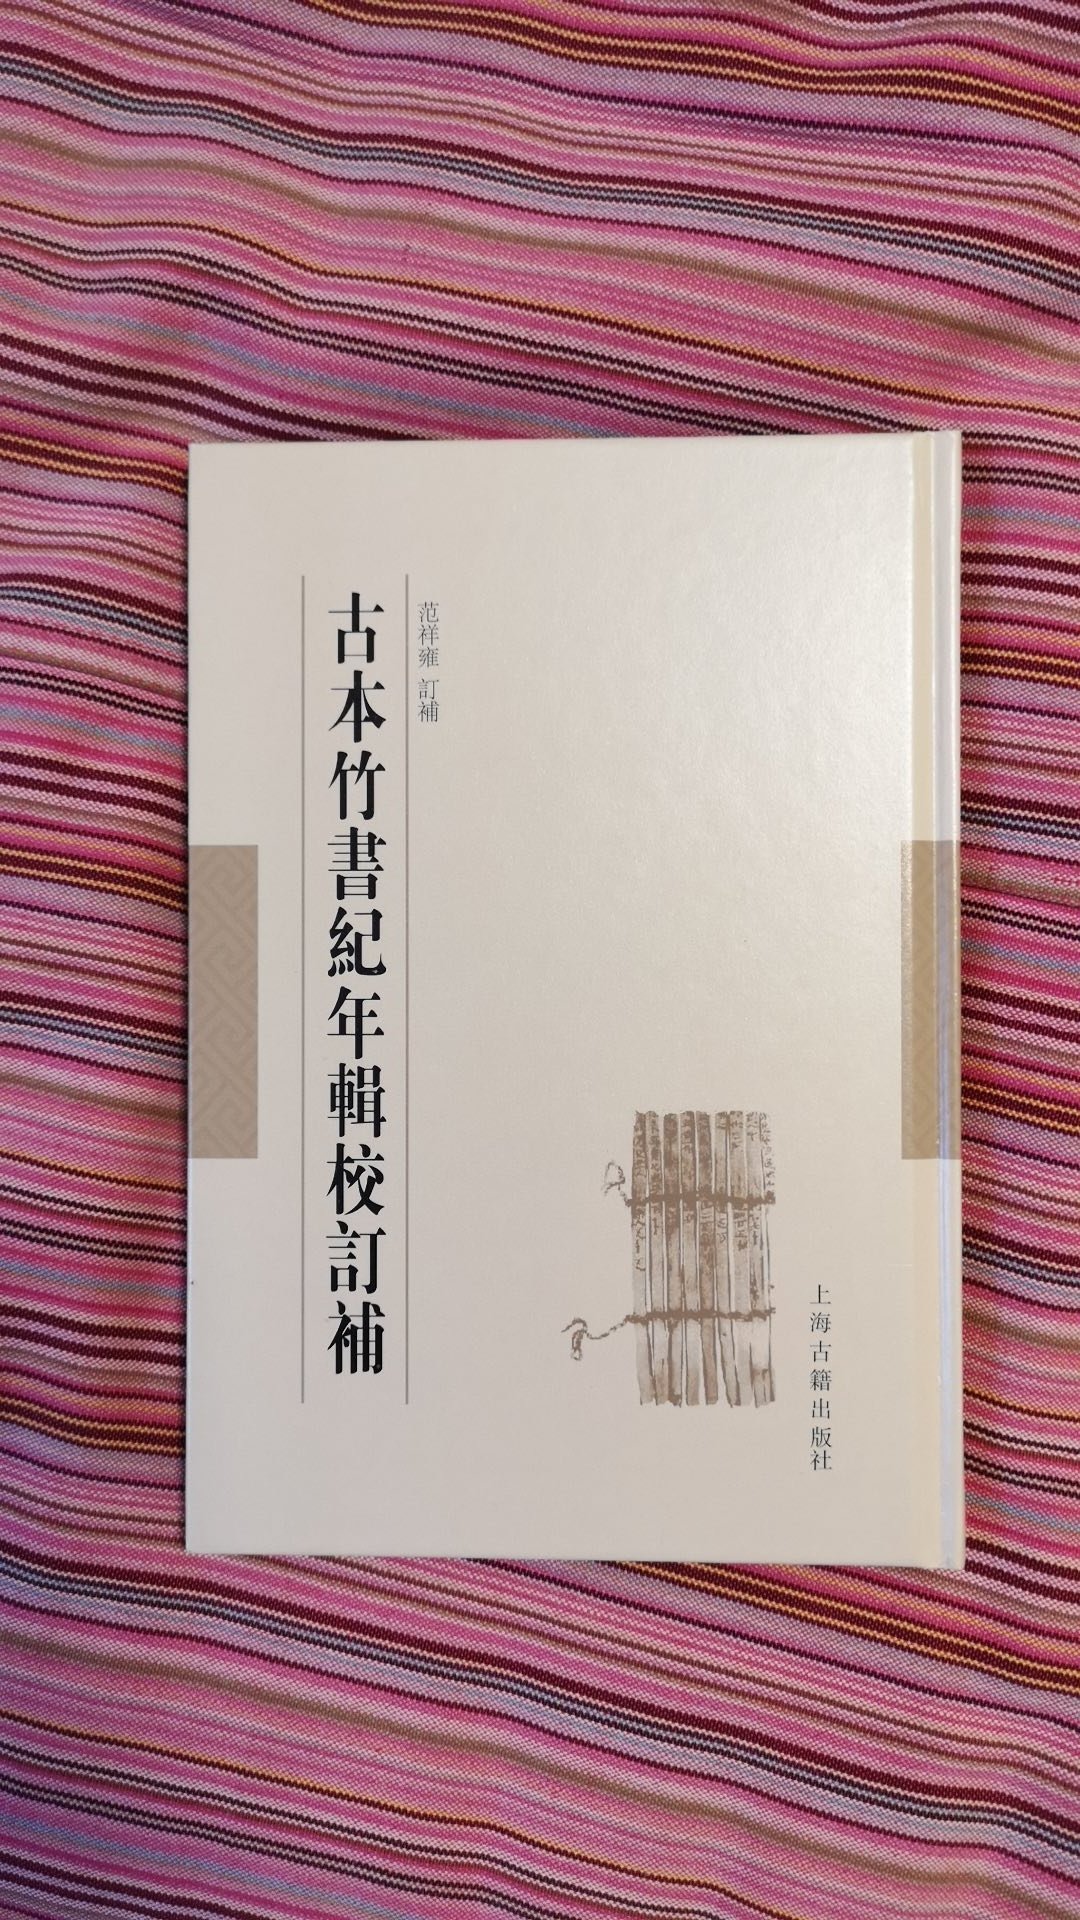 范祥雍 訂補
古本竹書紀年輯校訂補
上海古籍出版社